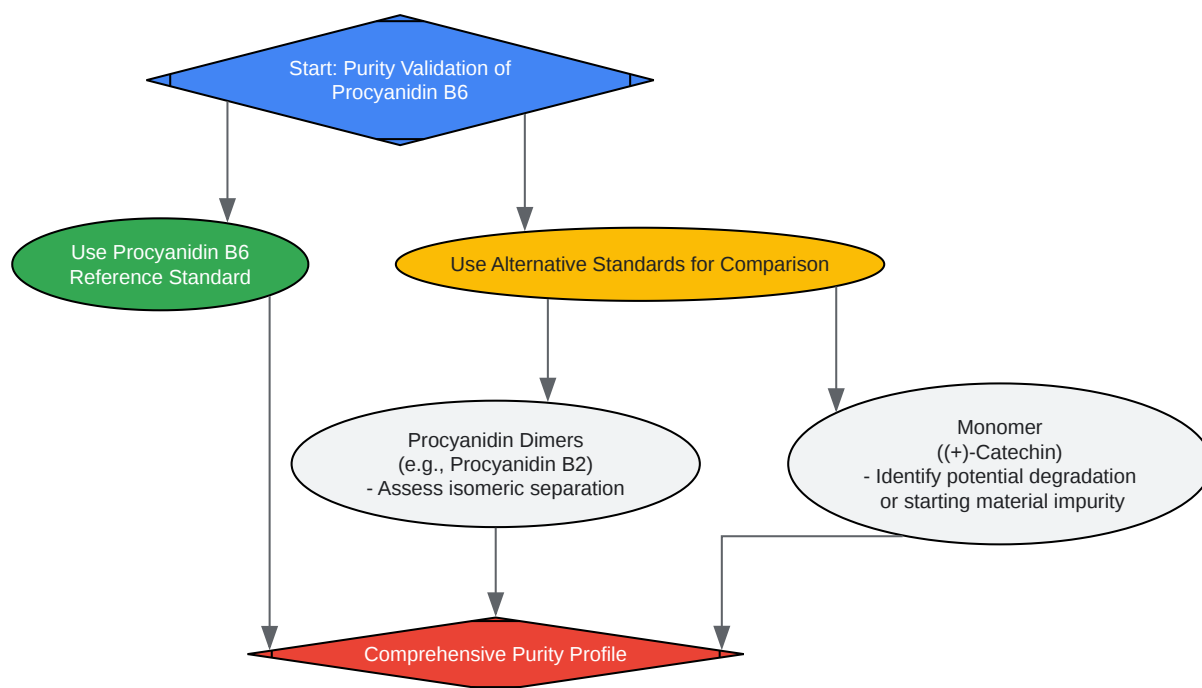 Start: Purity Validation of
Procyanidin B6
Use Procyanidin B6
Reference Standard
Use Alternative Standards for Comparison
Procyanidin Dimers
(e.g., Procyanidin B2)
- Assess isomeric separation
Monomer
((+)-Catechin)
- Identify potential degradation
or starting material impurity
Comprehensive Purity Profile